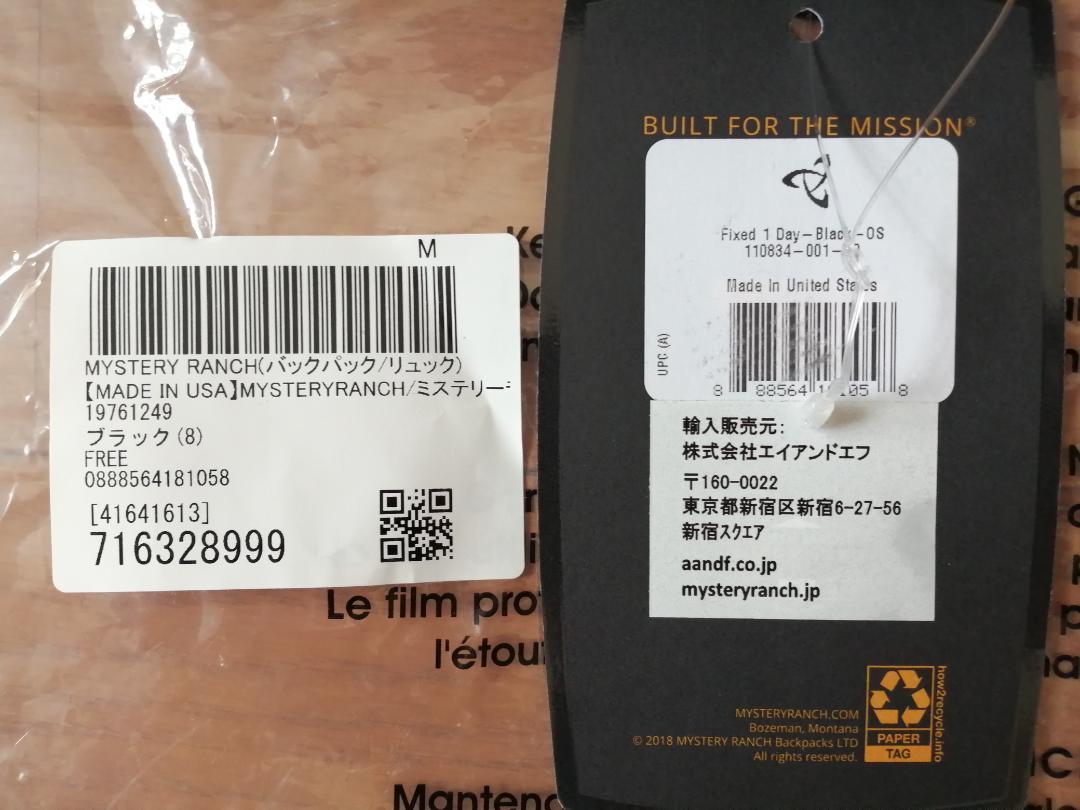 M
MYSTERY RANCH(バックパック/リュック)
【MADE IN USA】MYSTERYRANCH/ミステリー
19761249
ブラック(8)
FREE
0888564181058
[41641613]
716328999
Le film pro
l'étou
BUILT FOR THE MISSION®
Fixed 1 Day-Black-OS
110834-001-
Made In United States
UPC (A)
8 88564 8
輸入販売元:
株式会社エイアンドエフ
〒160-0022
東京都新宿区新宿6-27-56
新宿スクエア
aandf.co.jp
mysteryranch.jp
MYSTERYRANCH.COM
Bozeman, Montana
© 2018 MYSTERY RANCH Backpacks LTD
All rights reserved.
PAPER
TAG
how2recycle.info